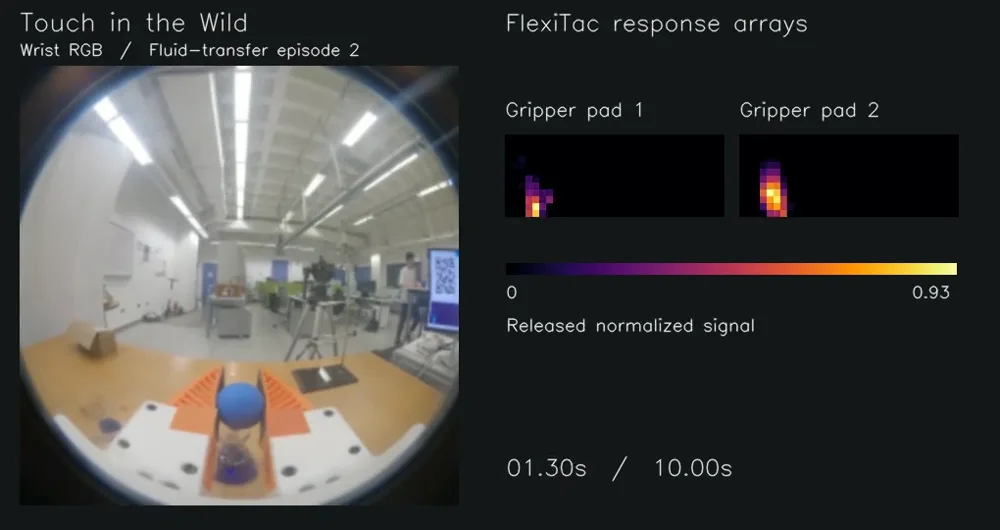 Touch in the Wild
Wrist RGB / Fluid-transfer episode 2
FlexiTac response arrays
Gripper pad 1
Gripper pad 2
0
0.93
Released normalized signal
01.30s / 10.00s